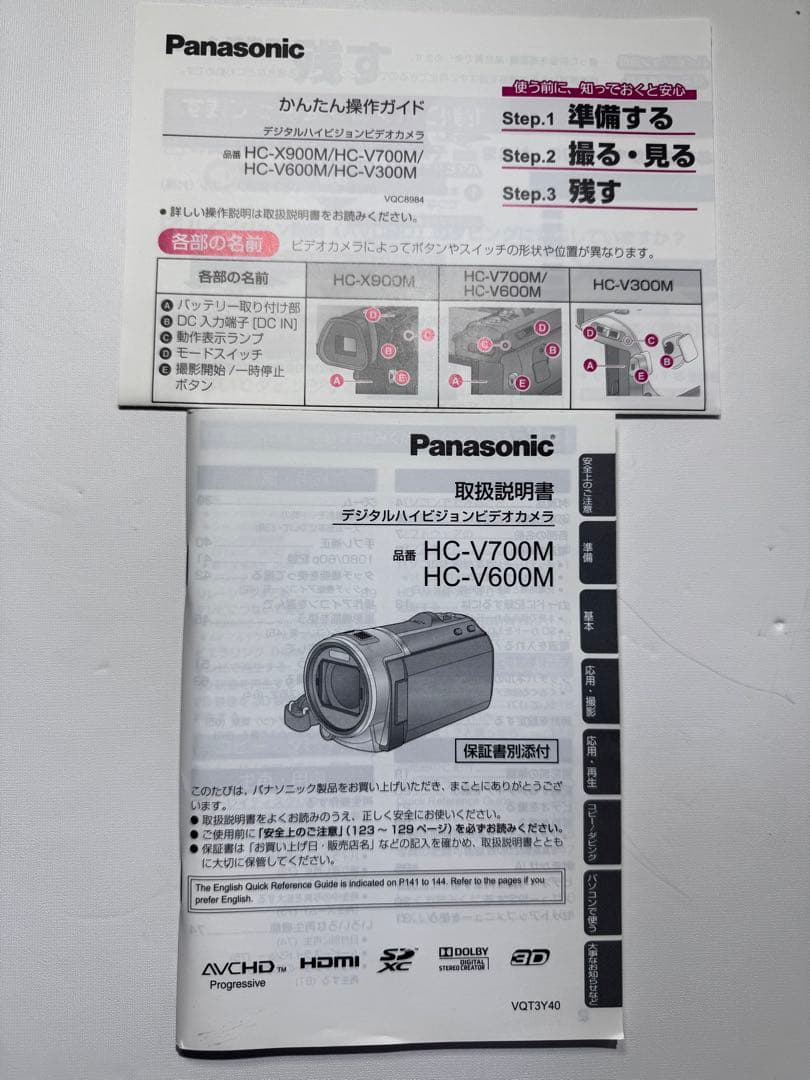 Panasonic
かんたん操作ガイド
デジタルハイビジョンビデオカメラ
品番 HC-X900M/HC-V700M/
HC-V600M/HC-V300M
VQC8984
● 詳しい操作説明は取扱説明書をお読みください。
使う前に、知っておくと安心
Step.1 準備する
Step.2 撮る・見る
Step.3 残す
各部の名前 ビデオカメラによってボタンやスイッチの形状や位置が異なります。
各部の名前 HC-X900M HC-V700M/ HC-V300M
HC-V600M
A バッテリー取り付け部
B DC入力端子 [DC IN]
C 動作表示ランプ
D モードスイッチ
E 撮影開始/一時停止
ボタン
D
C
B
E
A
D
C
B
A
E
D
C
B
A
E
Panasonic
取扱説明書
デジタルハイビジョンビデオカメラ
品番 HC-V700M
HC-V600M
保証書別添付
このたびは、パナソニック製品をお買い上げいただき、まことにありがとうござ
います。
● 取扱説明書をよくお読みのうえ、正しく安全にお使いください。
● ご使用前に「安全上のご注意」(123～129ページ)を必ずお読みください。
● 保証書は「お買い上げ日・販売店名」などの記入を確かめ、取扱説明書ととも
に大切に保管してください。
The English Quick Reference Guide is indicated on P141 to 144. Refer to the pages if you
prefer English.
AVCHD™ Progressive
HDMI
SD XC
DOLBY DIGITAL STEREO CREATOR
3D
VQT3Y40
安全上のご注意
準備
基本
応用・撮影
応用・再生
コピー/ダビング
パソコンで使う
大事なお知らせなど